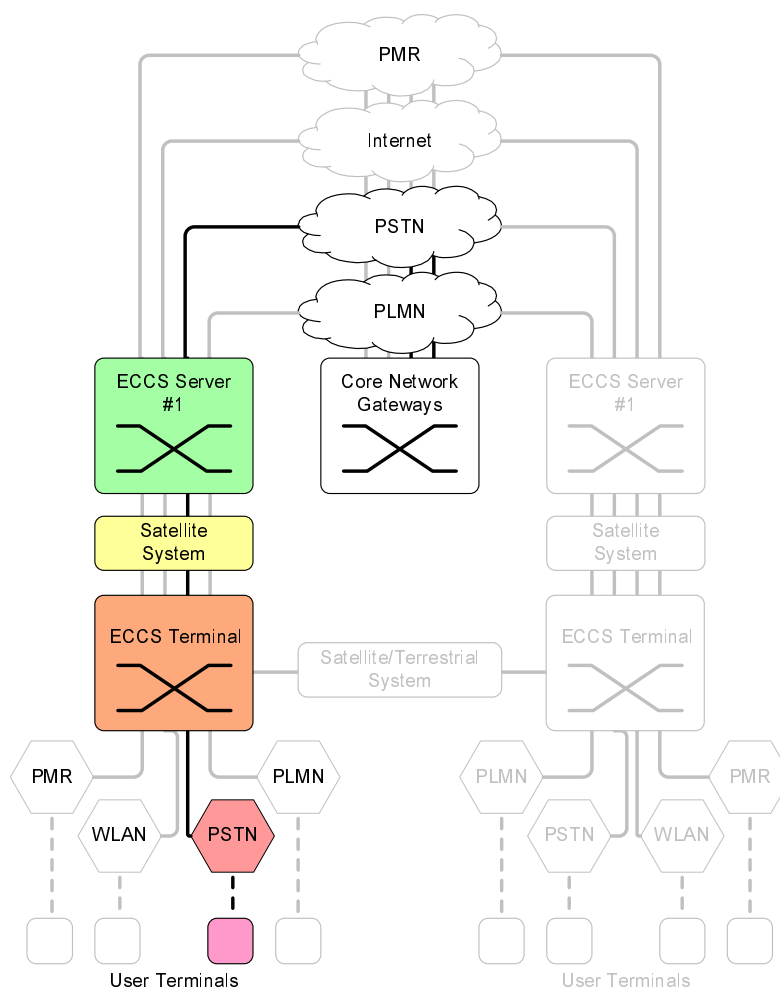 PMR
Internet
PSTN
PLMN
ECCS Server
#1
Core Network
Gateways
ECCS Server
#1
Satellite
System
Satellite
System
ECCS Terminal
Satellite/Terrestrial
System
ECCS Terminal
PMR
PLMN
PLMN
PMR
WLAN
PSTN
PSTN
WLAN
User Terminals
User Terminals